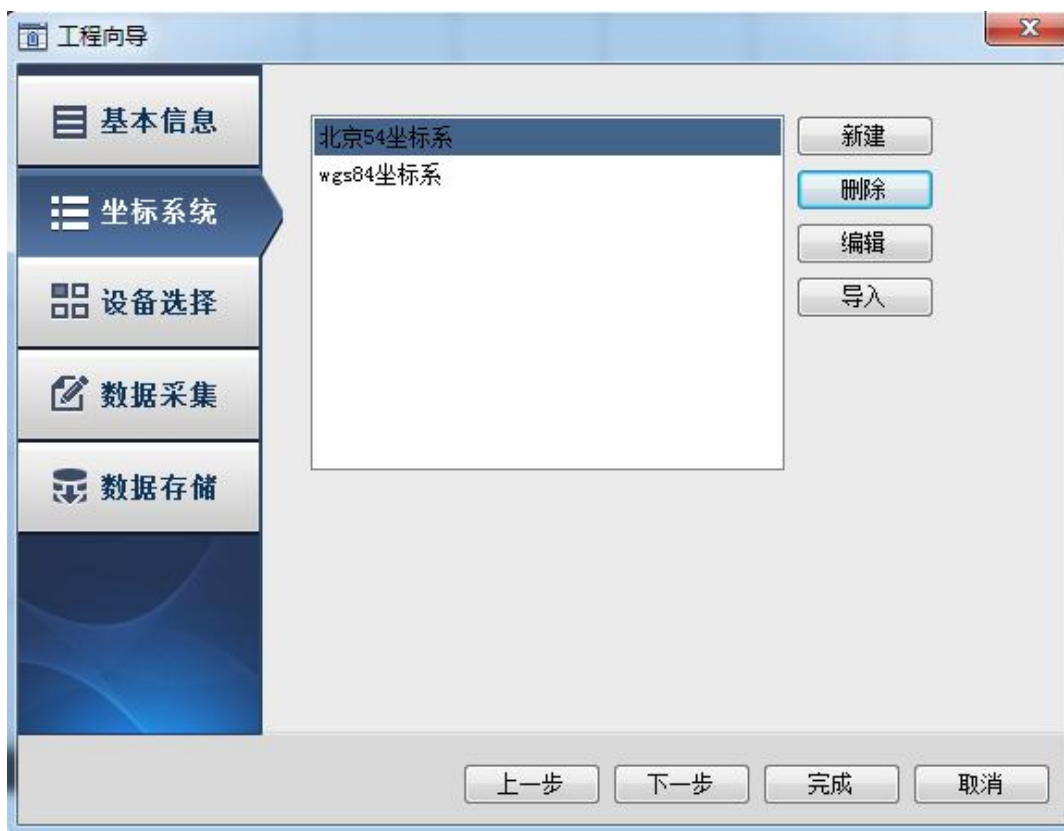 工程向导
基本信息
坐标系统
设备选择
数据采集
数据存储
北京54坐标系
wgs84坐标系
新建
删除
编辑
导入
上一步
下一步
完成
取消